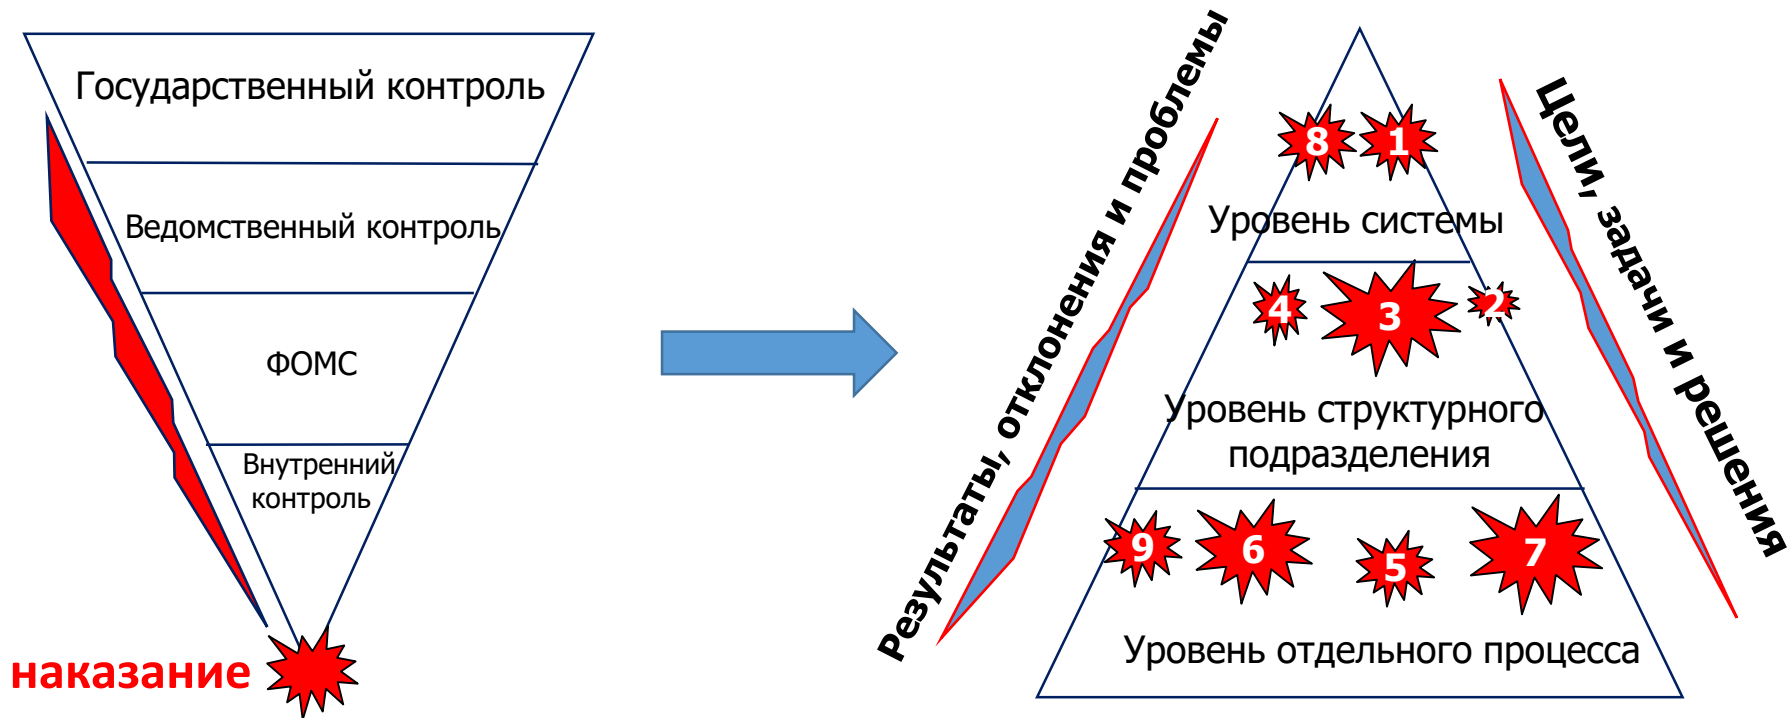 Государственный контроль
Ведомственный контроль
ФОМС
Внутренний
контроль
наказание
Результаты, отклонения и проблемы
8 1
Уровень системы
4 3 2
Уровень структурного
подразделения
9 6 5 7
Уровень отдельного процесса
Цели, задачи и решения